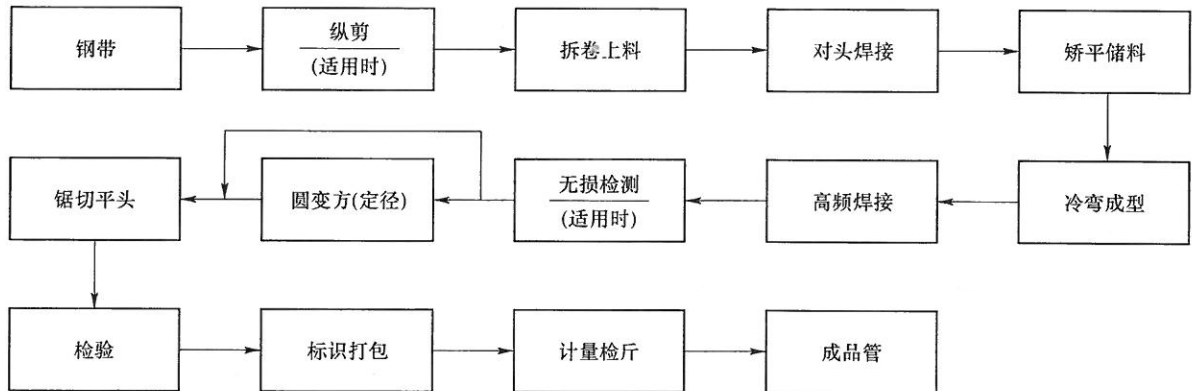 钢带
纵剪
(适用时)
拆卷上料
对头焊接
矫平储料
锯切平头
圆变方(定径)
无损检测
(适用时)
高频焊接
冷弯成型
检验
标识打包
计量检斤
成品管